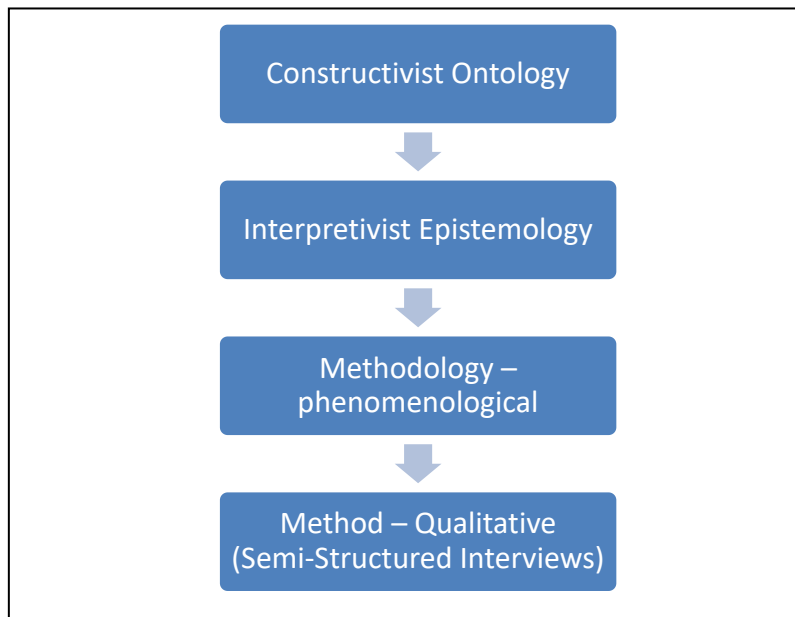 Constructivist Ontology
Interpretivist Epistemology
Methodology –
phenomenological
Method – Qualitative
(Semi-Structured Interviews)